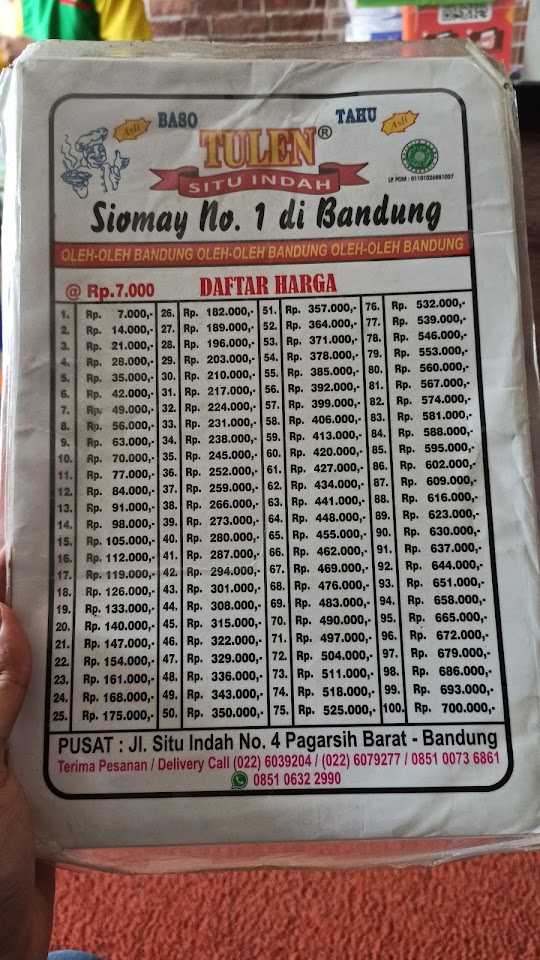 Asli BASO TAHU Asli
TULEN®
SITU INDAH
LP POM : 01101026881007
Siomay No. 1 di Bandung
OLEH-OLEH BANDUNG OLEH-OLEH BANDUNG OLEH-OLEH BANDUNG
@ Rp.7.000 DAFTAR HARGA
1. Rp. 7.000,- 26. Rp. 182.000,- 51. Rp. 357.000,- 76. Rp. 532.000,-
2. Rp. 14.000,- 27. Rp. 189.000,- 52. Rp. 364.000,- 77. Rp. 539.000,-
3. Rp. 21.000,- 28. Rp. 196.000,- 53. Rp. 371.000,- 78. Rp. 546.000,-
4. Rp. 28.000,- 29. Rp. 203.000,- 54. Rp. 378.000,- 79. Rp. 553.000,-
5. Rp. 35.000,- 30. Rp. 210.000,- 55. Rp. 385.000,- 80. Rp. 560.000,-
6. Rp. 42.000,- 31. Rp. 217.000,- 56. Rp. 392.000,- 81. Rp. 567.000,-
7. Rp. 49.000,- 32. Rp. 224.000,- 57. Rp. 399.000,- 82. Rp. 574.000,-
8. Rp. 56.000,- 33. Rp. 231.000,- 58. Rp. 406.000,- 83. Rp. 581.000,-
9. Rp. 63.000,- 34. Rp. 238.000,- 59. Rp. 413.000,- 84. Rp. 588.000,-
10. Rp. 70.000,- 35. Rp. 245.000,- 60. Rp. 420.000,- 85. Rp. 595.000,-
11. Rp. 77.000,- 36. Rp. 252.000,- 61. Rp. 427.000,- 86. Rp. 602.000,-
12. Rp. 84.000,- 37. Rp. 259.000,- 62. Rp. 434.000,- 87. Rp. 609.000,-
13. Rp. 91.000,- 38. Rp. 266.000,- 63. Rp. 441.000,- 88. Rp. 616.000,-
14. Rp. 98.000,- 39. Rp. 273.000,- 64. Rp. 448.000,- 89. Rp. 623.000,-
15. Rp. 105.000,- 40. Rp. 280.000,- 65. Rp. 455.000,- 90. Rp. 630.000,-
16. Rp. 112.000,- 41. Rp. 287.000,- 66. Rp. 462.000,- 91. Rp. 637.000,-
17. Rp. 119.000,- 42. Rp. 294.000,- 67. Rp. 469.000,- 92. Rp. 644.000,-
18. Rp. 126.000,- 43. Rp. 301.000,- 68. Rp. 476.000,- 93. Rp. 651.000,-
19. Rp. 133.000,- 44. Rp. 308.000,- 69. Rp. 483.000,- 94. Rp. 658.000,-
20. Rp. 140.000,- 45. Rp. 315.000,- 70. Rp. 490.000,- 95. Rp. 665.000,-
21. Rp. 147.000,- 46. Rp. 322.000,- 71. Rp. 497.000,- 96. Rp. 672.000,-
22. Rp. 154.000,- 47. Rp. 329.000,- 72. Rp. 504.000,- 97. Rp. 679.000,-
23. Rp. 161.000,- 48. Rp. 336.000,- 73. Rp. 511.000,- 98. Rp. 686.000,-
24. Rp. 168.000,- 49. Rp. 343.000,- 74. Rp. 518.000,- 99. Rp. 693.000,-
25. Rp. 175.000,- 50. Rp. 350.000,- 75. Rp. 525.000,- 100. Rp. 700.000,-
PUSAT : Jl. Situ Indah No. 4 Pagarsih Barat - Bandung
Terima Pesanan / Delivery Call (022) 6039204 / (022) 6079277 / 0851 0073 6861
0851 0632 2990